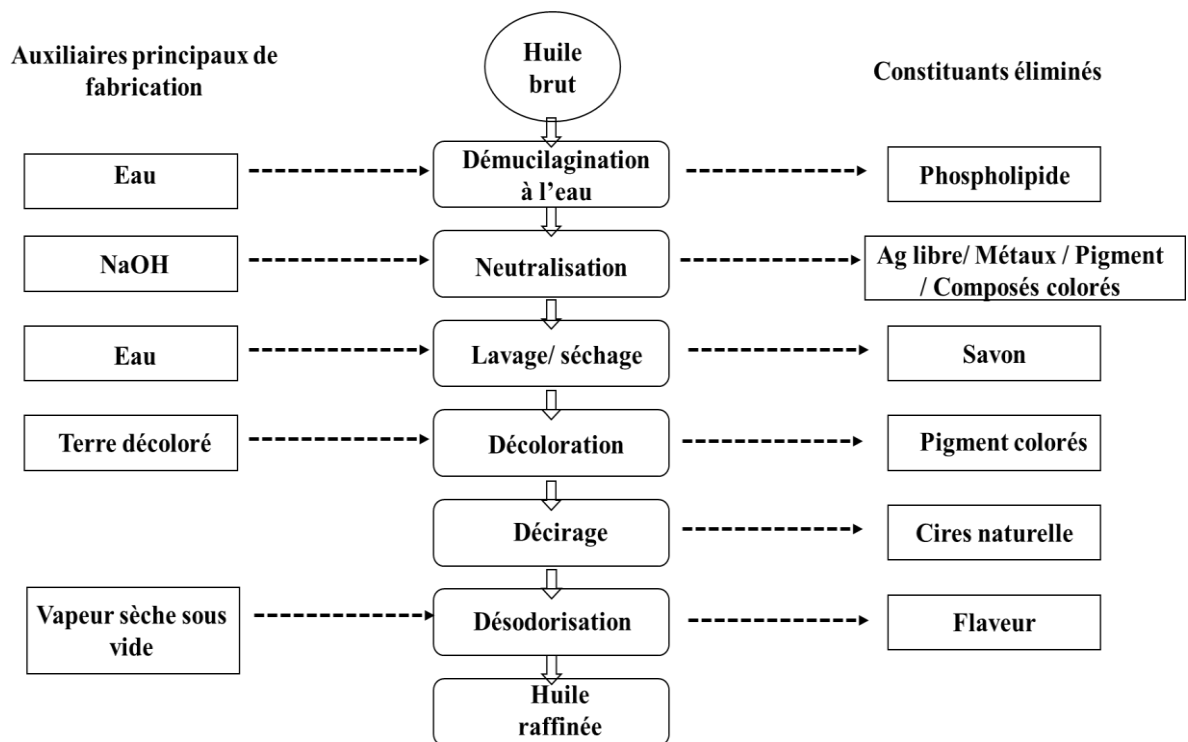 Auxiliaires principaux de
fabrication
Huile
brut
Constituants éliminés
Eau
Démucilagination
à l’eau
Phospholipide
NaOH
Neutralisation
Ag libre/ Métaux / Pigment
/ Composés colorés
Eau
Lavage/ séchage
Savon
Terre décoloré
Décoloration
Pigment colorés
Décirage
Cires naturelle
Vapeur sèche sous
vide
Désodorisation
Flaveur
Huile
raffinée